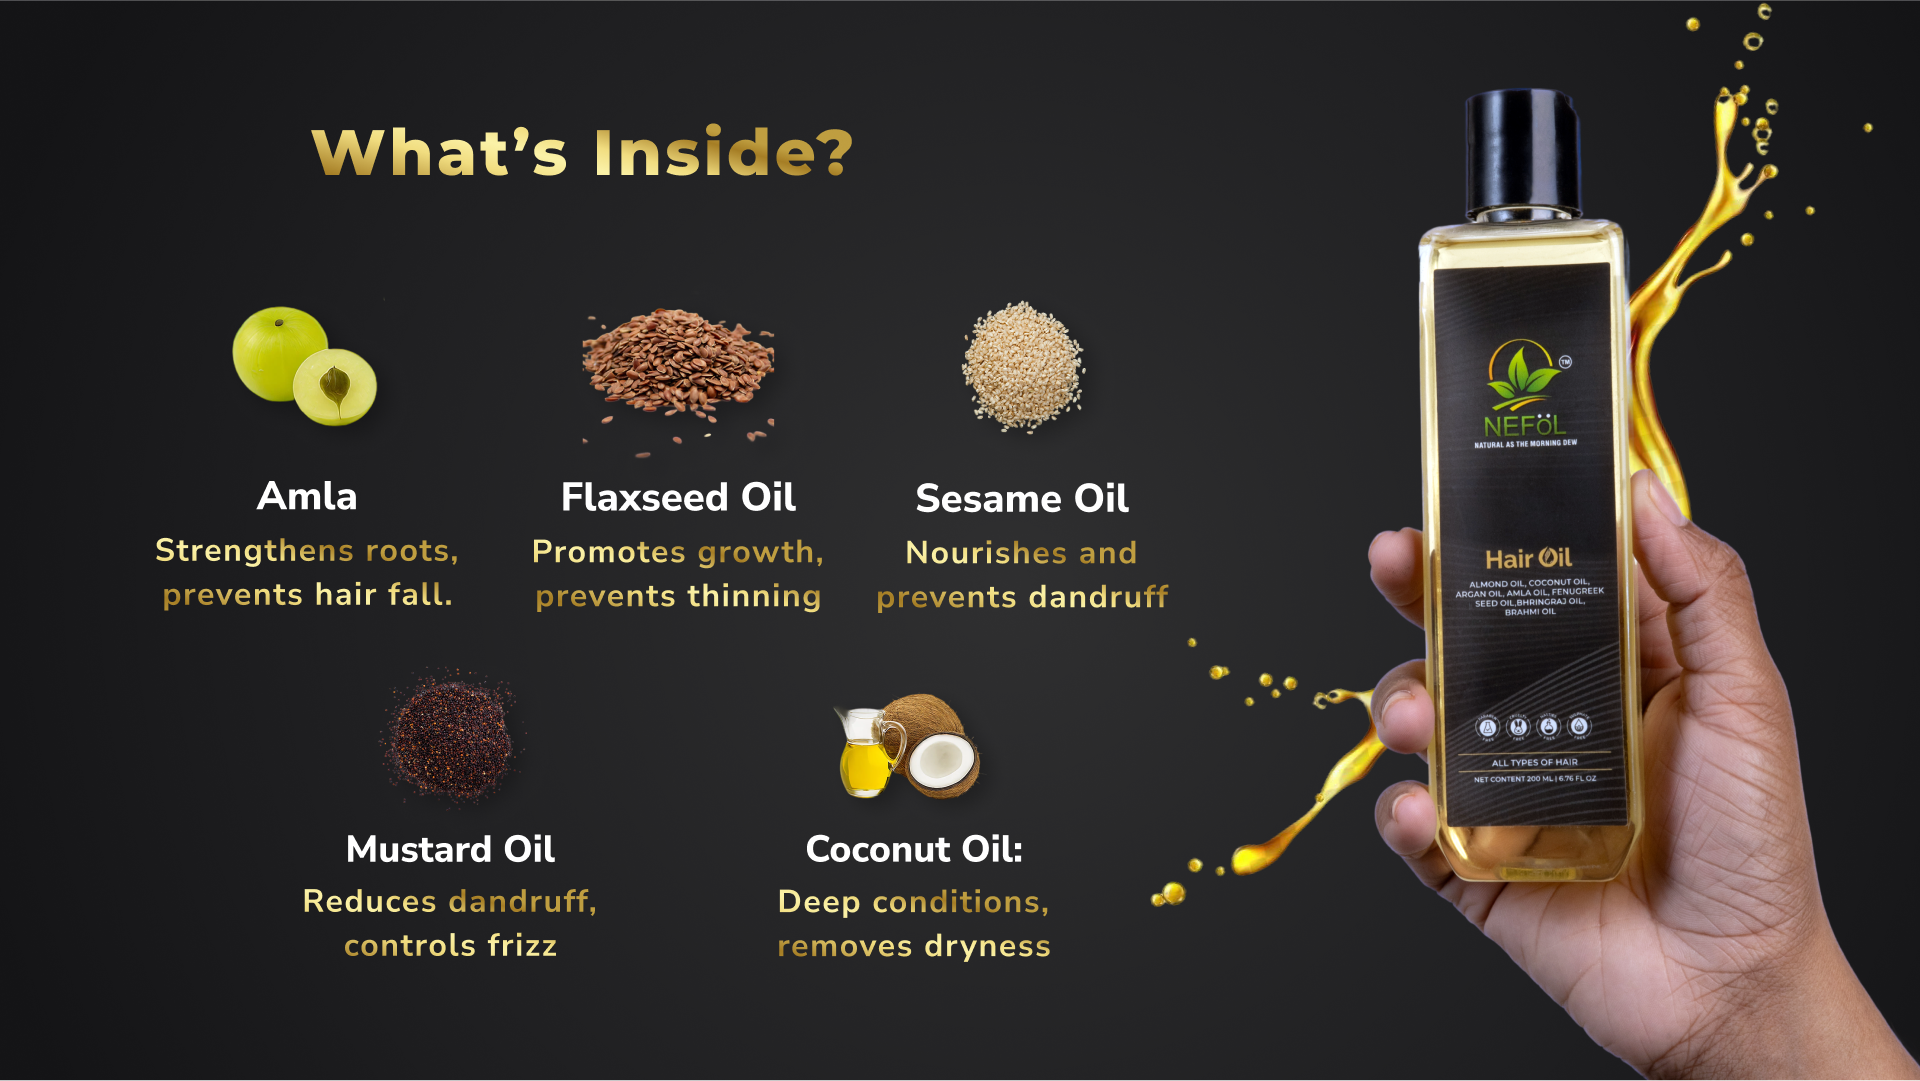 What's Inside?
Amla
Strengthens roots,
prevents hair fall.
Flaxseed Oil
Promotes growth,
prevents thinning
Sesame Oil
Nourishes and
prevents dandruff
Mustard Oil
Reduces dandruff,
controls frizz
Coconut Oil:
Deep conditions,
removes dryness
TM
NEFÖL
NATURAL AS THE MORNING DEW
Hair Oil
ALMOND OIL, COCONUT OIL,
ARGAN OIL, AMLA OIL, FENUGREEK
SEED OIL,BHRINGRAJ OIL,
BRAHMI OIL
ALL TYPES OF HAIR
NET CONTENT 200 ML | 6.76 FL OZ